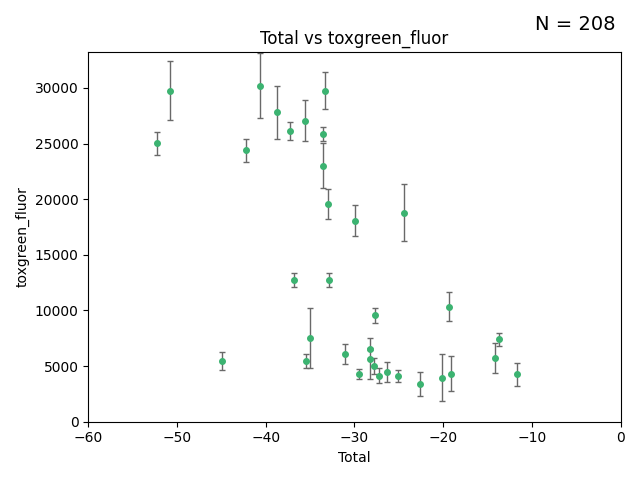 N = 208
Total vs toxgreen_fluor
toxgreen_fluor
30000
25000
20000
15000
10000
5000
0
−60 −50 −40 −30 −20 −10 0
Total